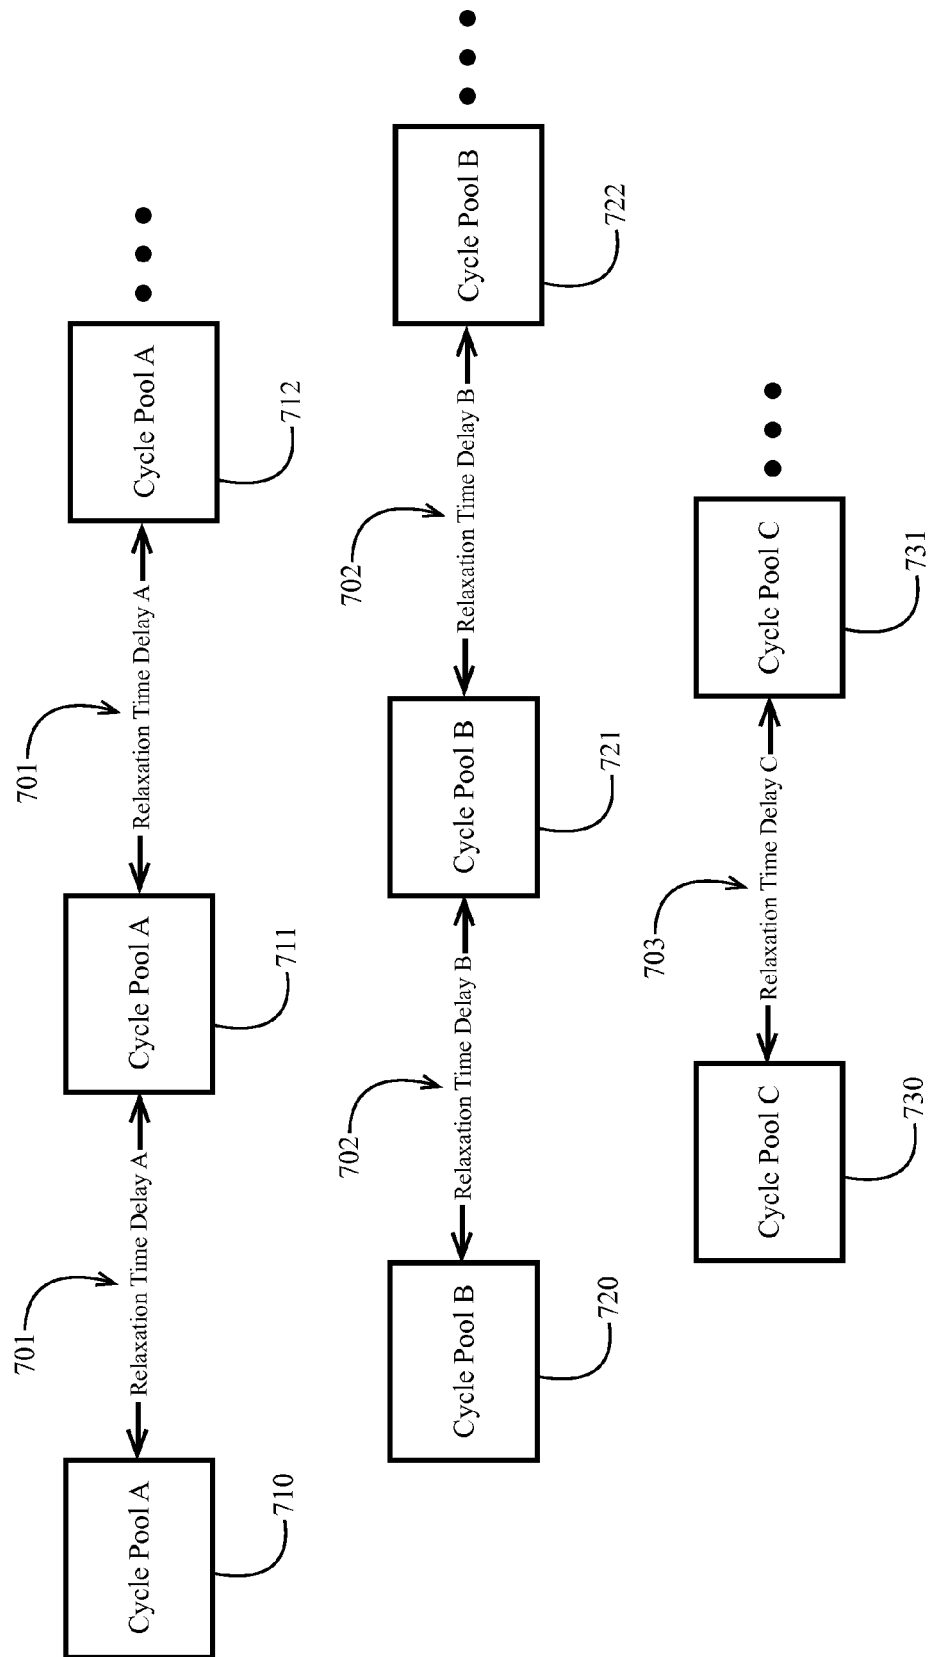 701
701
Cycle Pool A
Relaxation Time Delay A
Cycle Pool A
Relaxation Time Delay A
Cycle Pool A
710
711
712
702
702
Cycle Pool B
Relaxation Time Delay B
Cycle Pool B
Relaxation Time Delay B
Cycle Pool B
720
721
722
703
Cycle Pool C
Relaxation Time Delay C
Cycle Pool C
730
731